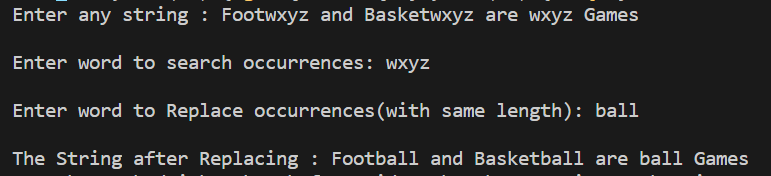 Enter any string : Footwxyz and Basketwxyz are wxyz Games
Enter word to search occurrences: wxyz
Enter word to Replace occurrences(with same length): ball
The String after Replacing : Football and Basketball are ball Games